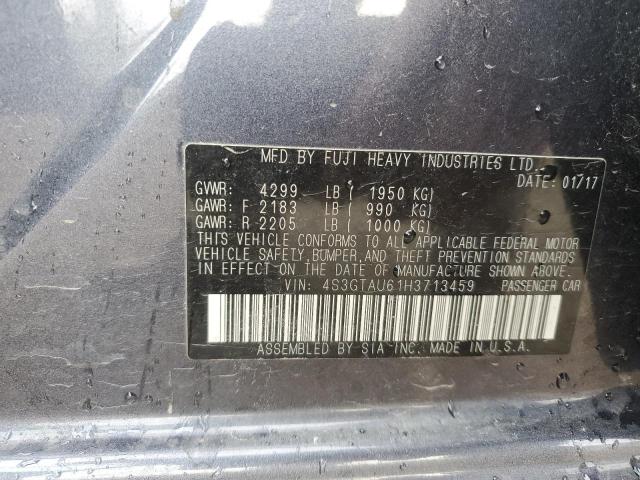 MFD BY FUJI HEAVY INDUSTRIES LTD.
DATE: 01/17
GVWR: 4299 LB ( 1950 KG)
GAWR: F 2183 LB ( 990 KG)
GAWR: R 2205 LB ( 1000 KG)
THIS VEHICLE CONFORMS TO ALL APPLICABLE FEDERAL MOTOR
VEHICLE SAFETY, BUMPER, AND THEFT PREVENTION STANDARDS
IN EFFECT ON THE DATE OF MANUFACTURE SHOWN ABOVE.
VIN: 4S3GTAU61H3713459 PASSENGER CAR
ASSEMBLED BY SIA INC. MADE IN U.S.A.